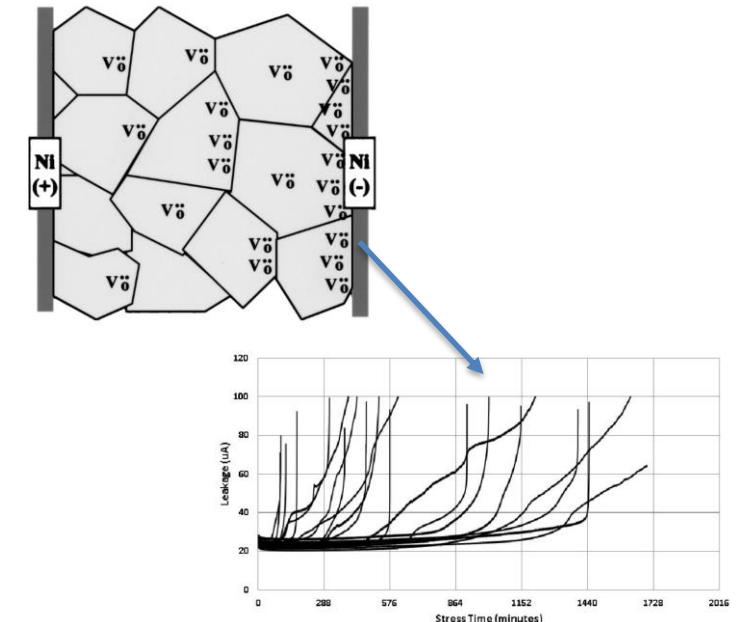 V o ̈
V o ̈
V o ̈
V o ̈
V o ̈
V o ̈
V o ̈
V o ̈
V o ̈
V o ̈
V o ̈
Ni
(+)
V o ̈
V o ̈
V o ̈
Ni
(-)
V o ̈
V o ̈
V o ̈
V o ̈
V o ̈
V o ̈
V o ̈
V o ̈
120
100
80
60
40
20
0
Leakage (uA)
0 288 576 864 1152 1440 1728 2016
Stress Time (minutes)